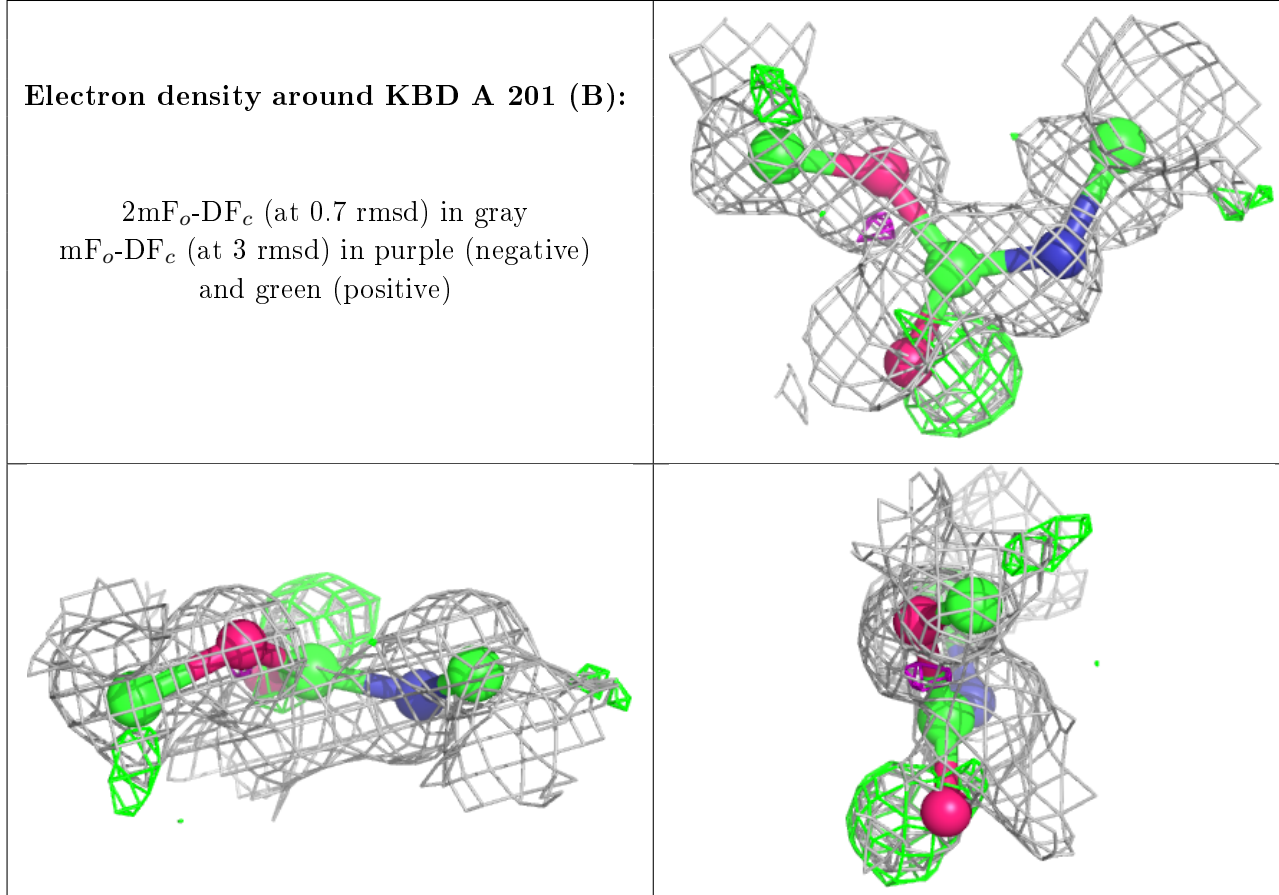 Electron density around KBD A 201 (B):
2mFo-DFc (at 0.7 rmsd) in gray
mFo-DFc (at 3 rmsd) in purple (negative)
and green (positive)